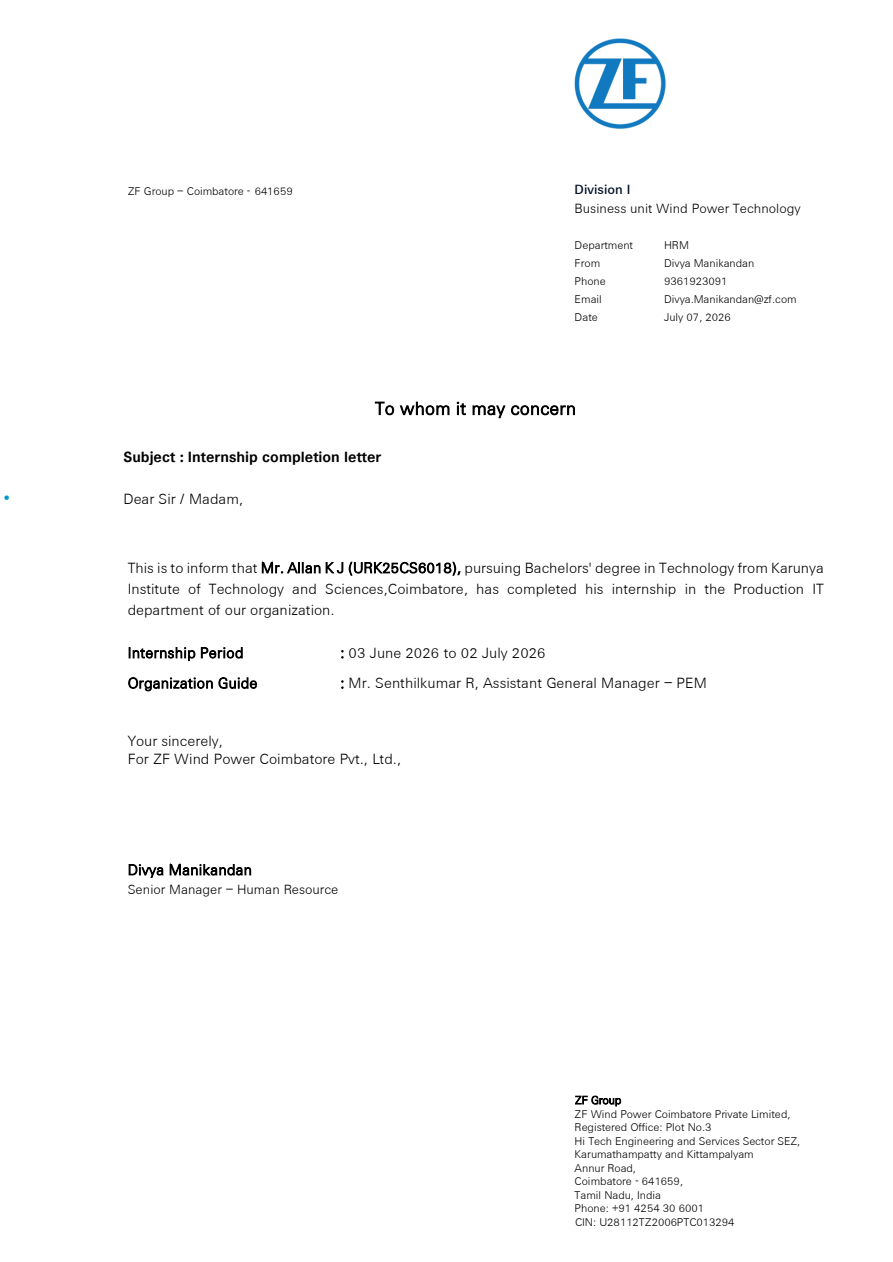 ZF
ZF Group – Coimbatore - 641659
Division I
Business unit Wind Power Technology
Department HRM
From Divya Manikandan
Phone 9361923091
Email Divya.Manikandan@zf.com
Date July 07, 2026
To whom it may concern
Subject : Internship completion letter
Dear Sir / Madam,
This is to inform that Mr. Allan K J (URK25CS6018), pursuing Bachelors' degree in Technology from Karunya
Institute of Technology and Sciences,Coimbatore, has completed his internship in the Production IT
department of our organization.
Internship Period : 03 June 2026 to 02 July 2026
Organization Guide : Mr. Senthilkumar R, Assistant General Manager – PEM
Your sincerely,
For ZF Wind Power Coimbatore Pvt., Ltd.,
Divya Manikandan
Senior Manager – Human Resource
ZF Group
ZF Wind Power Coimbatore Private Limited,
Registered Office: Plot No.3
Hi Tech Engineering and Services Sector SEZ,
Karumathampatty and Kittampalyam
Annur Road,
Coimbatore - 641659,
Tamil Nadu, India
Phone: +91 4254 30 6001
CIN: U28112TZ2006PTC013294